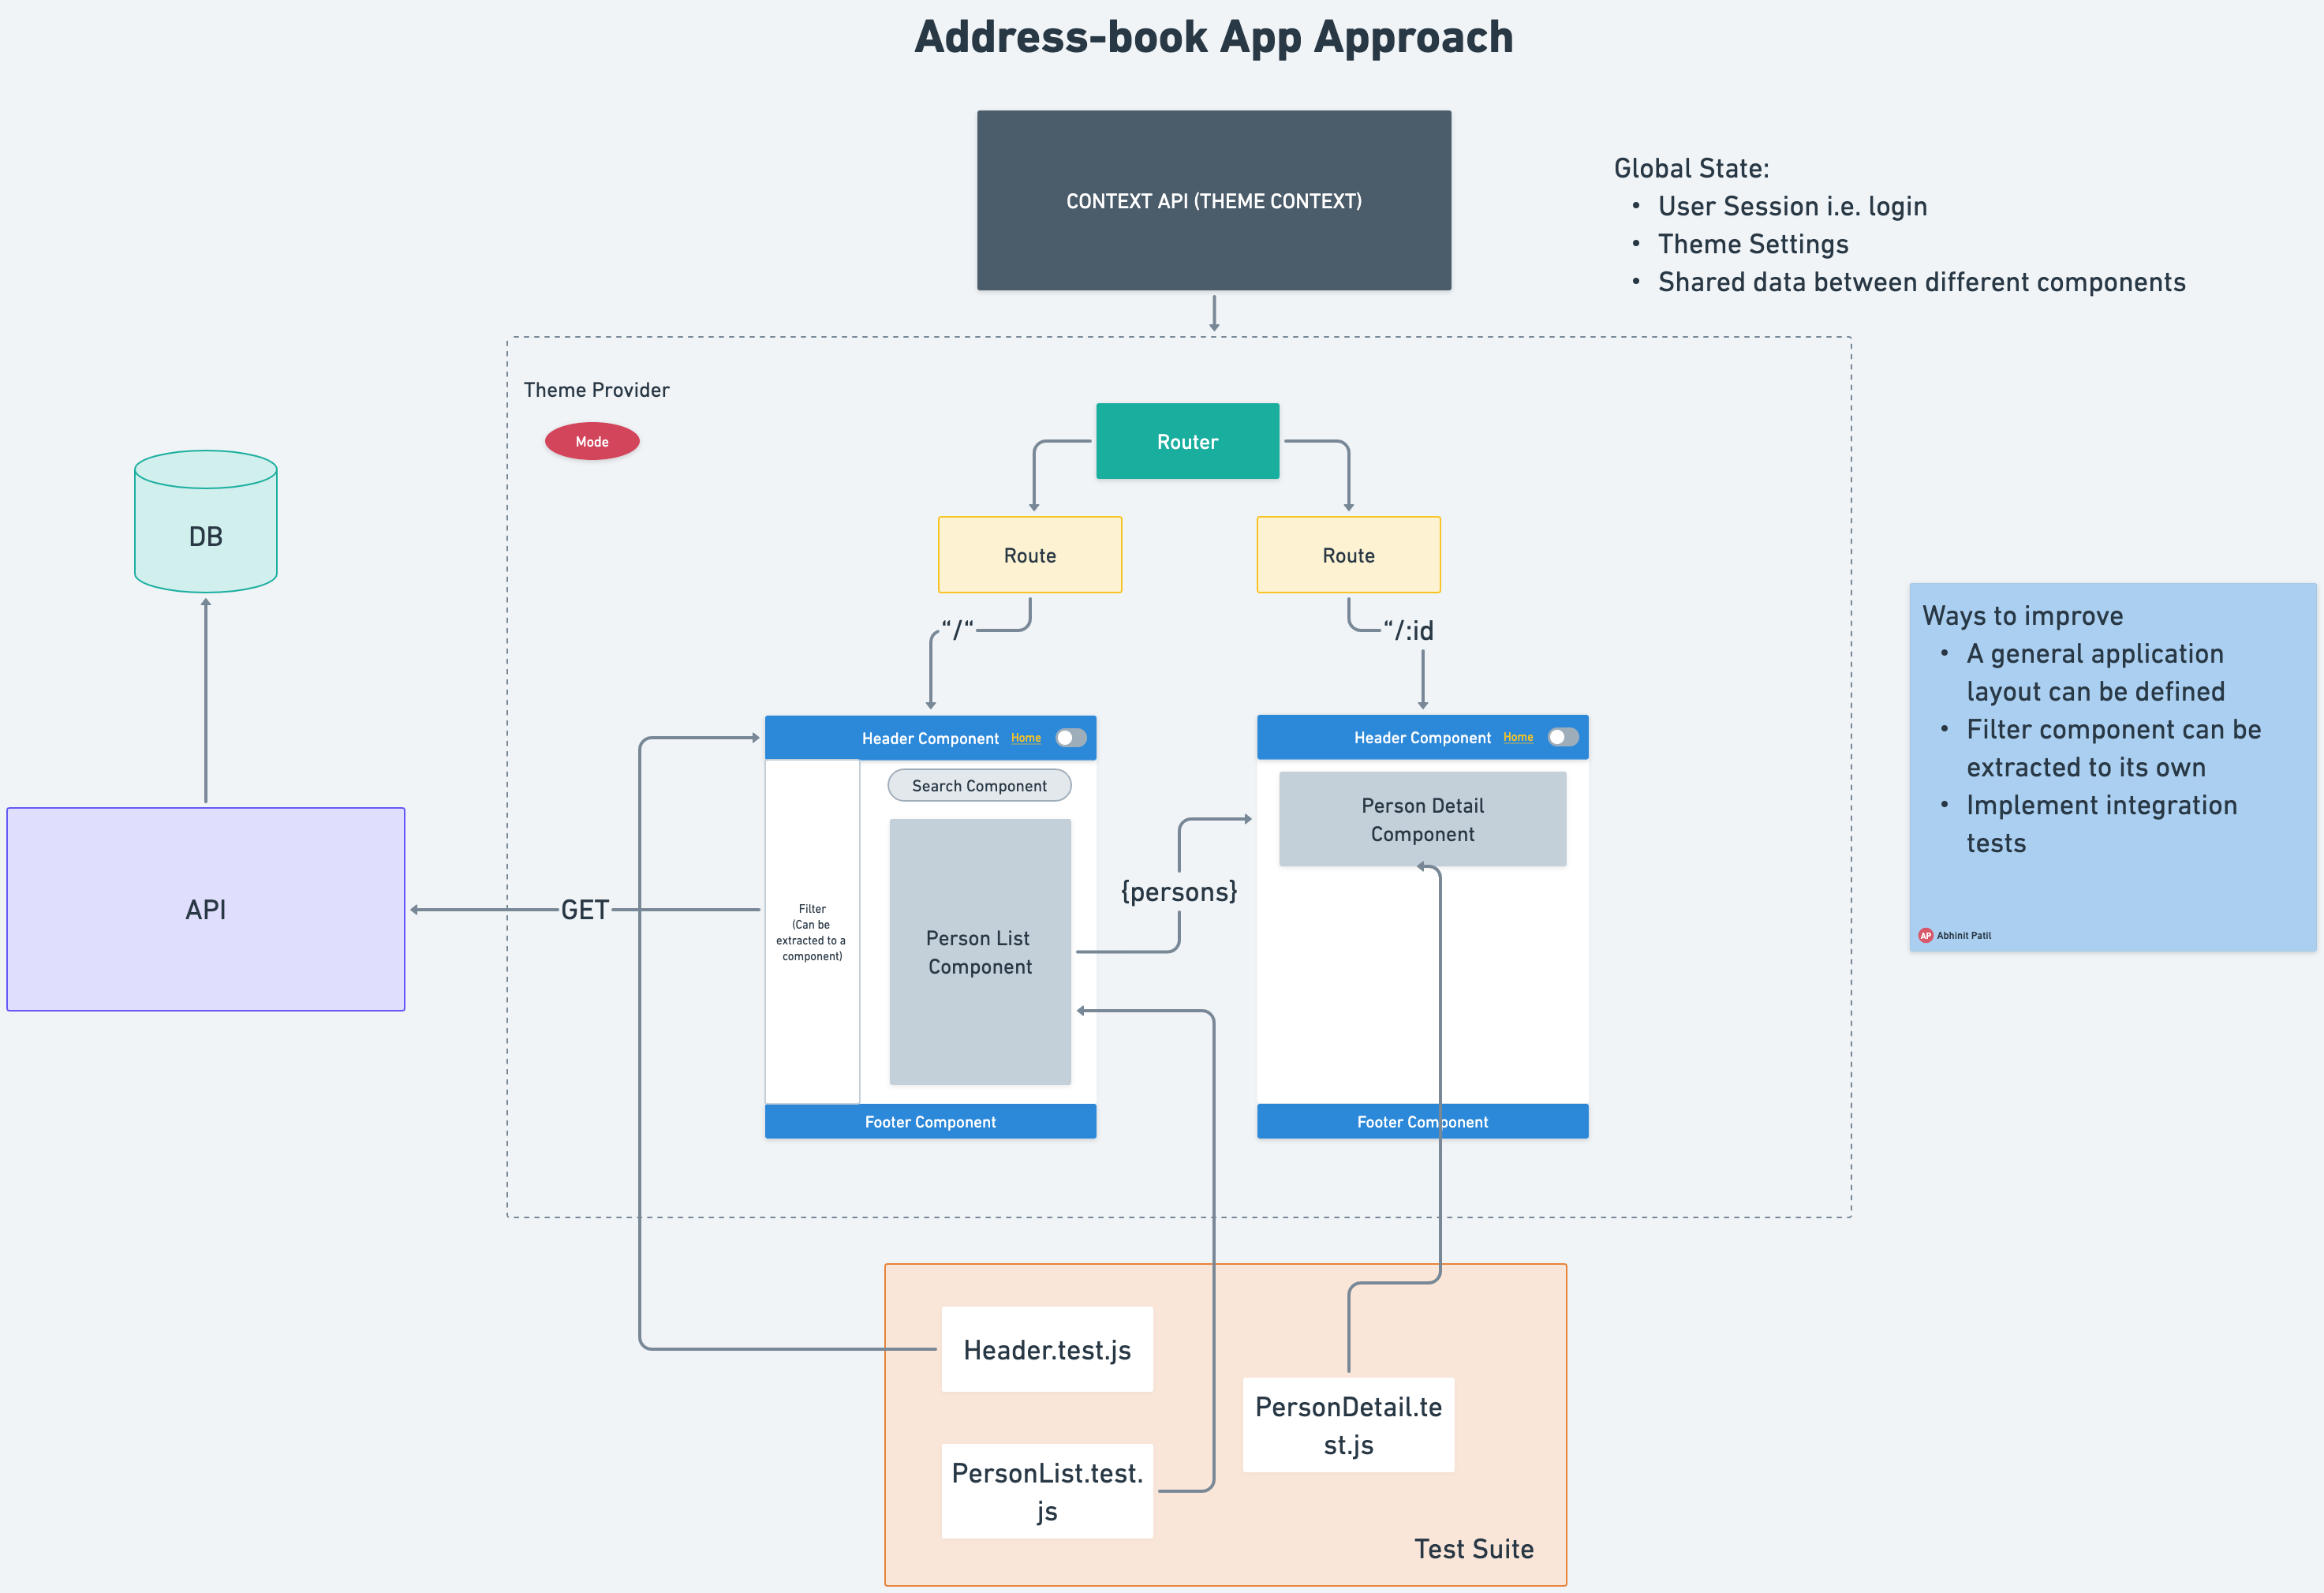 Address-book App Approach
CONTEXT API (THEME CONTEXT)
Global State:
• User Session i.e. login
• Theme Settings
• Shared data between different components
Theme Provider
Mode
Router
DB
Route
Route
“/“
“/:id
Ways to improve
• A general application
layout can be defined
• Filter component can be
extracted to its own
• Implement integration
tests
AP Abhinit Patil
Header Component Home
Header Component Home
Search Component
Person Detail
Component
{persons}
API
GET
Filter
(Can be
extracted to a
component)
Person List
Component
Footer Component
Footer Component
Header.test.js
PersonDetail.te
st.js
PersonList.test.
js
Test Suite